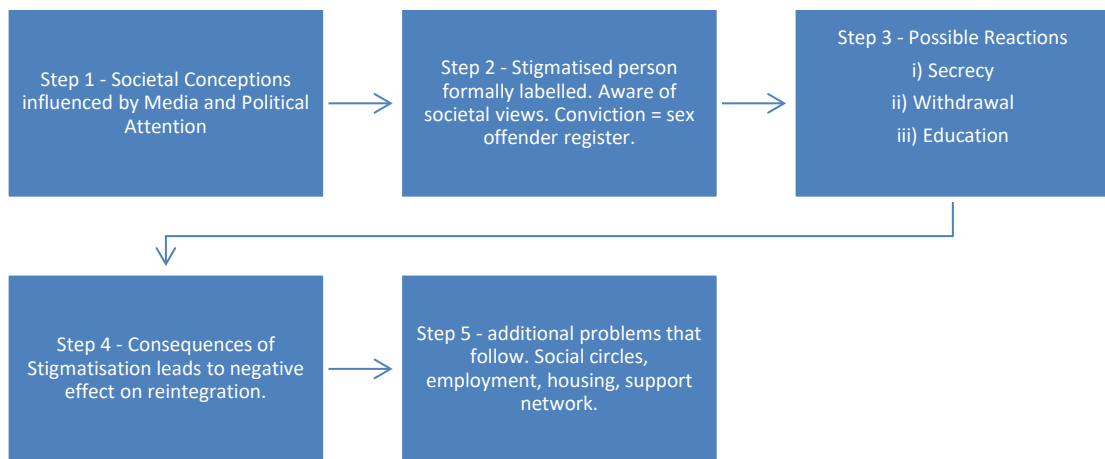 Step 1 - Societal Conceptions
influenced by Media and Political
Attention
Step 2 - Stigmatised person
formally labelled. Aware of
societal views. Conviction = sex
offender register.
Step 3 - Possible Reactions
i) Secrecy
ii) Withdrawal
iii) Education
Step 4 - Consequences of
Stigmatisation leads to negative
effect on reintegration.
Step 5 - additional problems that
follow. Social circles,
employment, housing, support
network.